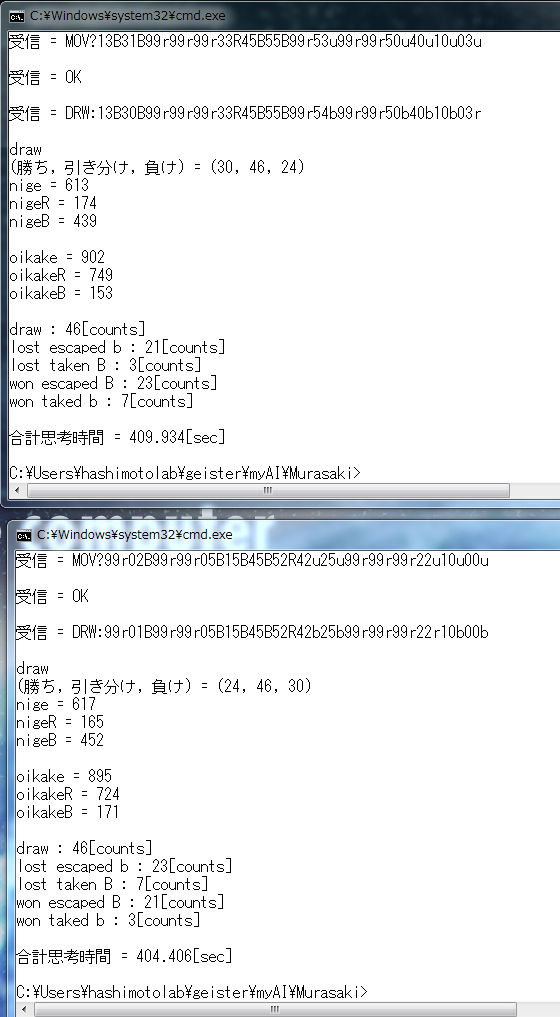 C:¥Windows¥system32¥cmd.exe
受信 = MOV?13B31B99r99r99r33R45B55B99r53u99r99r50u40u10u03u
受信 = OK
受信 = DRW:13B30B99r99r99r33R45B55B99r54b99r99r50b40b10b03r
draw
(勝ち, 引き分け, 負け) = (30, 46, 24)
nige = 613
nigeR = 174
nigeB = 439
oikake = 902
oikakeR = 749
oikakeB = 153
draw : 46[counts]
lost escaped b : 21[counts]
lost taken B : 3[counts]
won escaped B : 23[counts]
won taked b : 7[counts]
合計思考時間 = 409.934[sec]
C:¥Users¥hashimotolab¥geister¥myAI¥Murasaki>
computer
C:¥Windows¥system32¥cmd.exe
受信 = MOV?99r02B99r99r05B15B45B52R42u25u99r99r99r22u10u00u
受信 = OK
受信 = DRW:99r01B99r99r05B15B45B52R42b25b99r99r99r22r10b00b
draw
(勝ち, 引き分け, 負け) = (24, 46, 30)
nige = 617
nigeR = 165
nigeB = 452
oikake = 895
oikakeR = 724
oikakeB = 171
draw : 46[counts]
lost escaped b : 23[counts]
lost taken B : 7[counts]
won escaped B : 21[counts]
won taked b : 3[counts]
合計思考時間 = 404.406[sec]
C:¥Users¥hashimotolab¥geister¥myAI¥Murasaki>